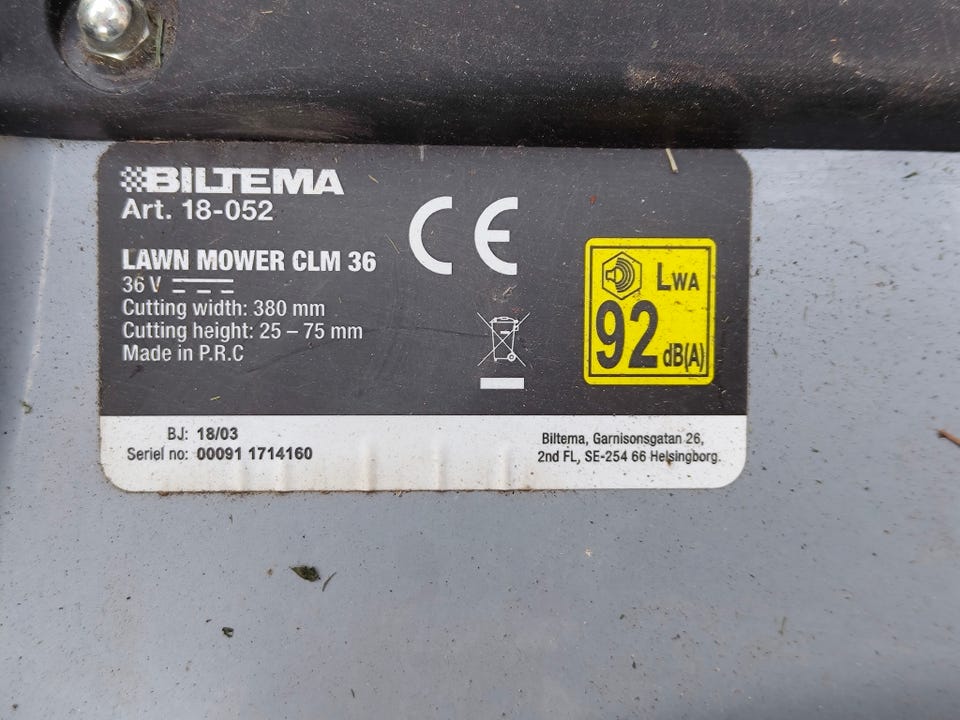 BILTEMA
Art. 18-052
LAWN MOWER CLM 36
36 V
Cutting width: 380 mm
Cutting height: 25 – 75 mm
Made in P.R.C
CE
LWA
92 dB(A)
BJ: 18/03
Seriel no: 00091 1714160
Biltema, Garnisonsgatan 26,
2nd FL, SE-254 66 Helsingborg.